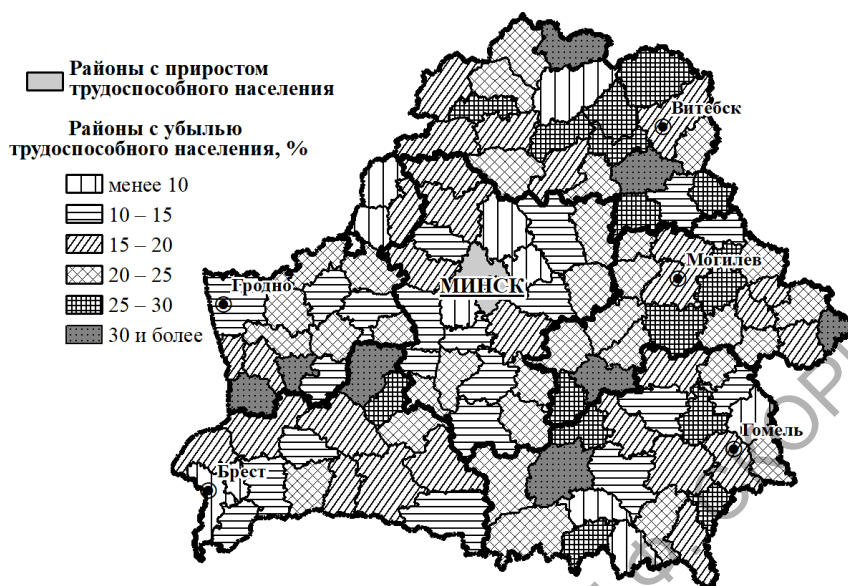 Районы с приростом
трудоспособного населения
Районы с убылью
трудоспособного населения, %
менее 10
10 – 15
15 – 20
20 – 25
25 – 30
30 и более
Витебск
Могилев
Гродно
МИНСК
Гомель
Брест